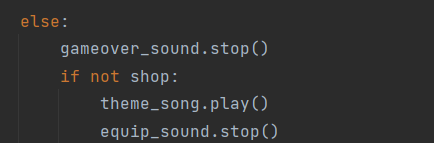 else:
    gameover_sound.stop()
    if not shop:
        theme_song.play()
        equip_sound.stop()